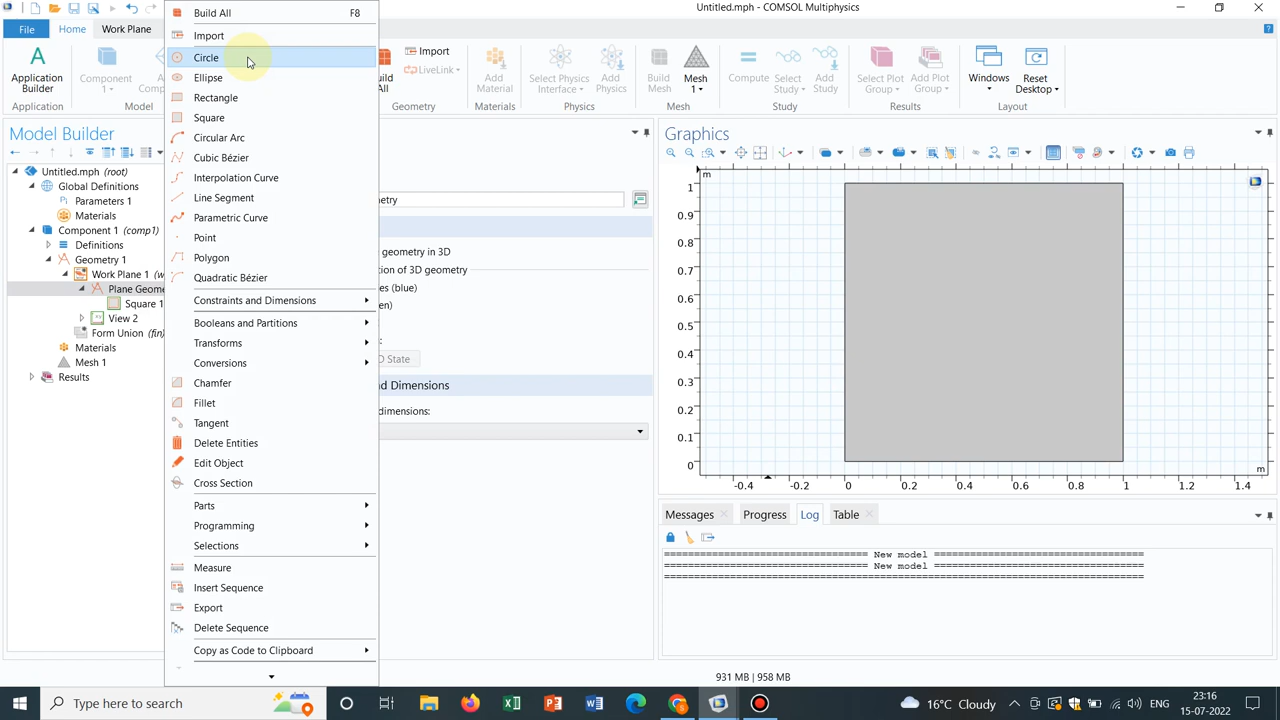 Untitled.mph - COMSOL Multiphysics
File
Home
Work Plane
Application
Builder
Application
Component
1
Model
Build All F8
Import
Circle
Ellipse
Rectangle
Square
Circular Arc
Cubic Bézier
Interpolation Curve
Line Segment
Parametric Curve
Point
Polygon
Quadratic Bézier
Constraints and Dimensions
Booleans and Partitions
Transforms
Conversions
Chamfer
Fillet
Tangent
Delete Entities
Edit Object
Cross Section
Parts
Programming
Selections
Measure
Insert Sequence
Export
Delete Sequence
Copy as Code to Clipboard
Import
LiveLink
All
Geometry
Add
Material
Materials
Select Physics
Interface
Add
Physics
Physics
Build
Mesh
Mesh
1
Mesh
Compute
Select
Study
Add
Study
Study
Select Plot
Group
Add Plot
Group
Results
Windows
Reset
Desktop
Layout
Model Builder
Untitled.mph (root)
Global Definitions
Pi Parameters 1
Materials
Component 1 (comp1)
Definitions
Geometry 1
Work Plane 1
Plane Geome
Square 1
View 2
Form Union (fin)
Materials
Mesh 1
Results
geometry in 3D
tion of 3D geometry
es (blue)
D State
nd Dimensions
dimensions:
Graphics
m
1
0.9
0.8
0.7
0.6
0.5
0.4
0.3
0.2
0.1
0
-0.4 -0.2 0 0.2 0.4 0.6 0.8 1 1.2 1.4
m
Messages
Progress
Log
Table
================================ New model =================================
================================ New model =================================
931 MB | 958 MB
Type here to search
16°C Cloudy
ENG
23:16
15-07-2022